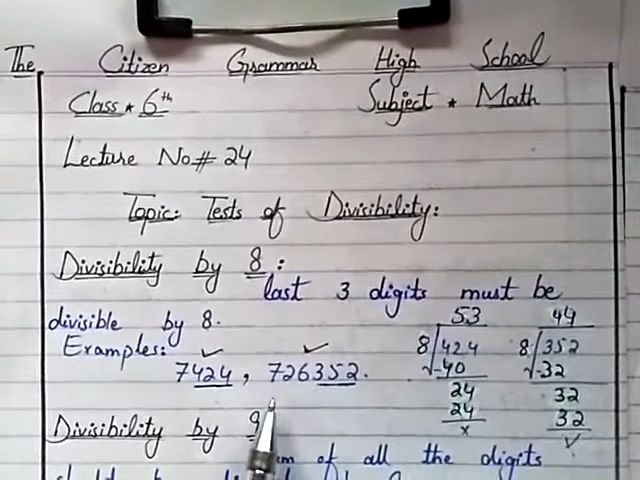 The Citizen Grammar High School
Class * 6th Subject * Math
Lecture No# 24
Topic: Tests of Divisibility:
Divisibility by 8:
last 3 digits must be
divisible by 8.
Examples:
7424, 726352.
53
8 424
-40
24
24
x
44
8 352
-32
32
32
Divisibility by 9
of all the digits